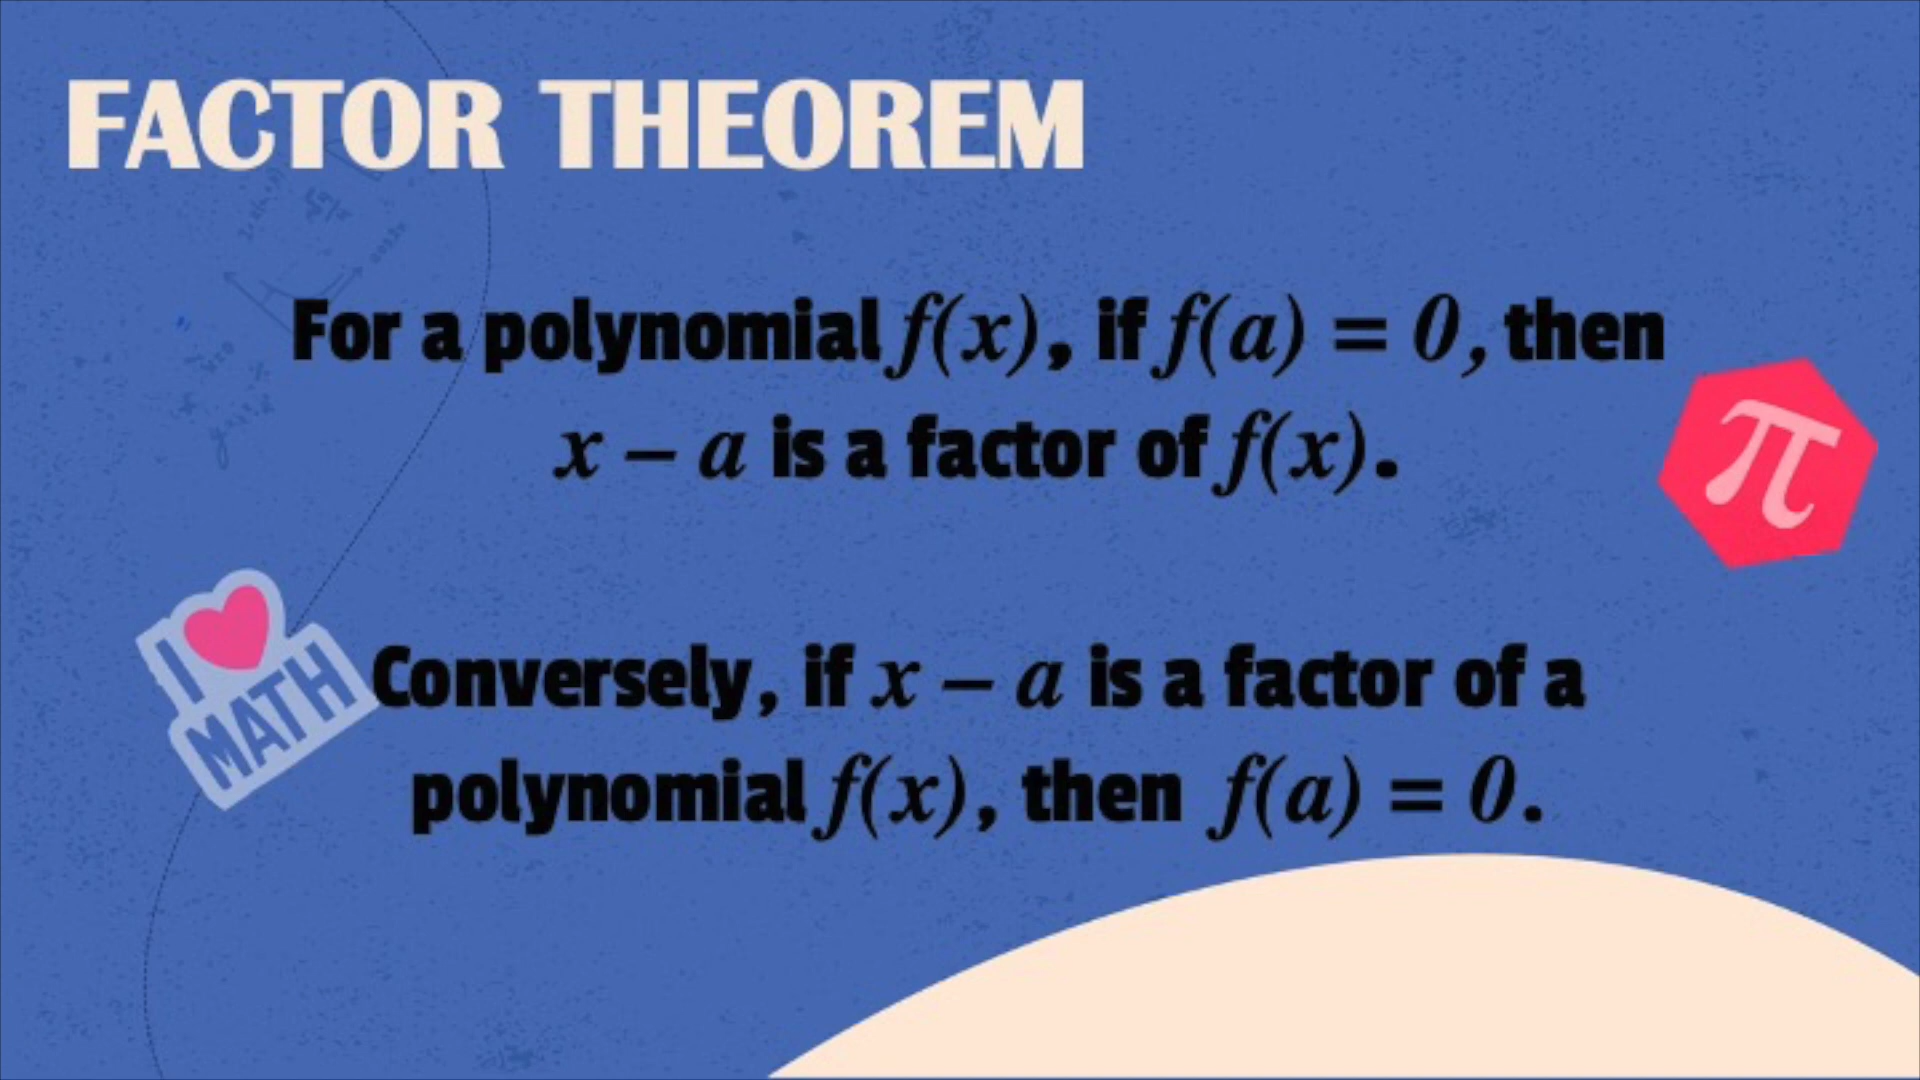 FACTOR THEOREM
For a polynomial f(x), if f(a) = 0, then
x – a is a factor of f(x).
π
I
MATH
Conversely, if x – a is a factor of a
polynomial f(x), then f(a) = 0.